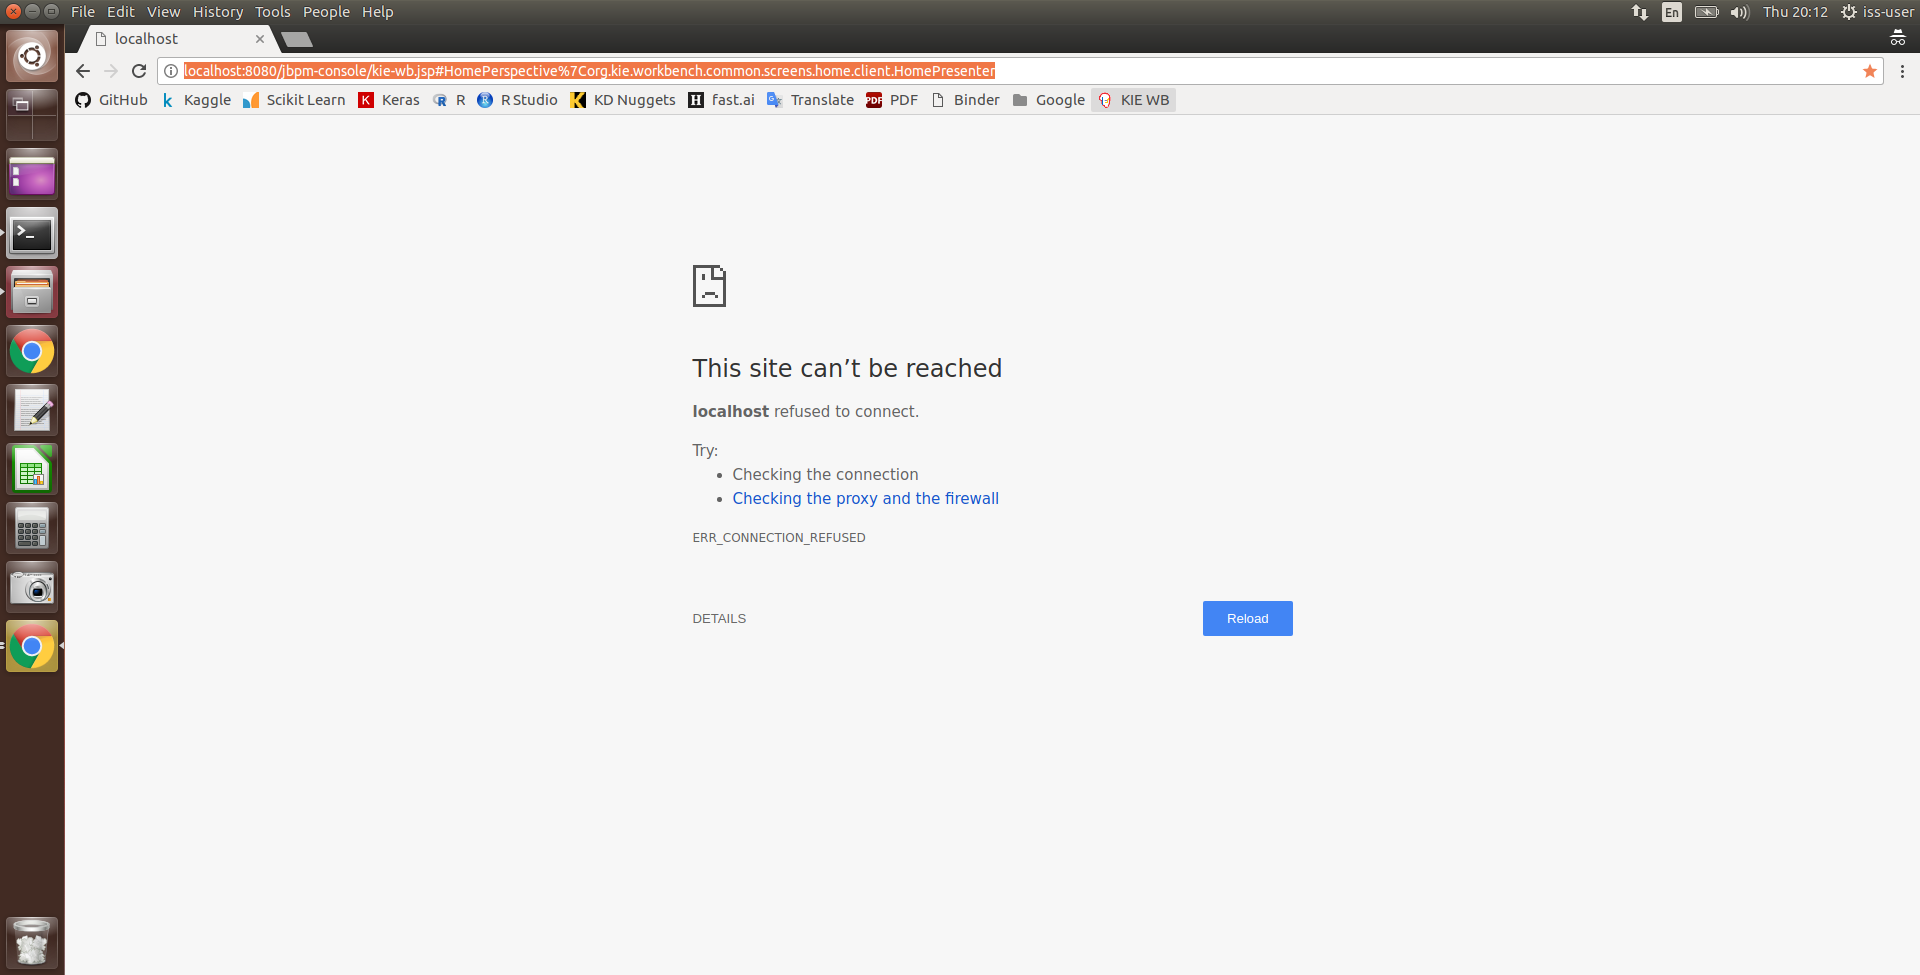 File Edit View History Tools People Help
En
Thu 20:12
iss-user
localhost
localhost:8080/jbpm-console/kie-wb.jsp#HomePerspective%7Corg.kie.workbench.common.screens.home.client.HomePresenter
GitHub
k Kaggle
Scikit Learn
K Keras
R R
R R Studio
K KD Nuggets
H fast.ai
Translate
PDF PDF
Binder
Google
KIE WB
This site can’t be reached
localhost refused to connect.
Try:
• Checking the connection
• Checking the proxy and the firewall
ERR_CONNECTION_REFUSED
DETAILS
Reload